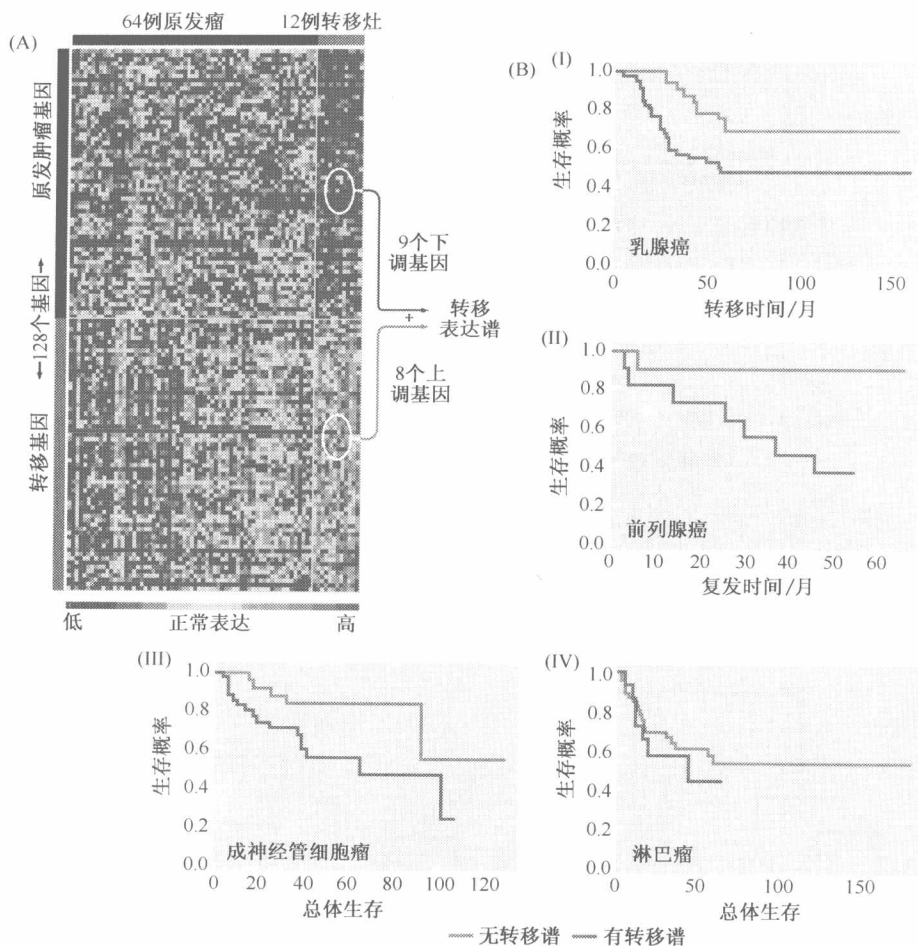 (A)
64例原发瘤
12例转移灶
原发肿瘤基因
←128个基因→
转移基因
9个下
调基因
+
转移
表达谱
8个上
调基因
低
正常表达
高
(B)
(I)
生存概率
1.0
0.8
0.6
0.4
0.2
0.0
乳腺癌
0 50 100 150
转移时间/月
(II)
生存概率
1.0
0.8
0.6
0.4
0.2
0.0
前列腺癌
0 10 20 30 40 50 60
复发时间/月
(III)
生存概率
1.0
0.8
0.6
0.4
0.2
0.0
成神经管细胞瘤
0 20 40 60 80 100 120
总体生存
(IV)
生存概率
1.0
0.8
0.6
0.4
0.2
0.0
淋巴瘤
0 50 100 150
总体生存
无转移谱 有转移谱